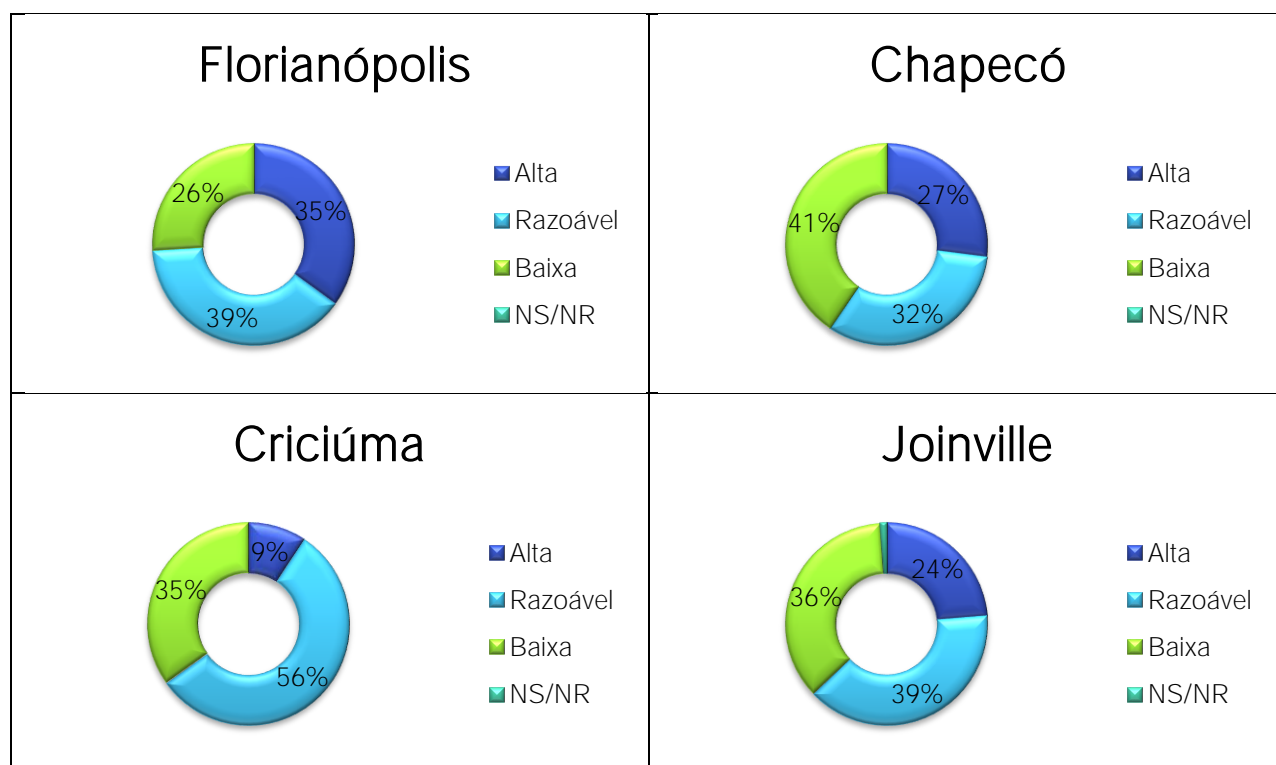 Florianópolis
35%
39%
26%
Alta
Razoável
Baixa
NS/NR
Chapecó
27%
32%
41%
Alta
Razoável
Baixa
NS/NR
Criciúma
9%
56%
35%
Alta
Razoável
Baixa
NS/NR
Joinville
24%
39%
36%
Alta
Razoável
Baixa
NS/NR